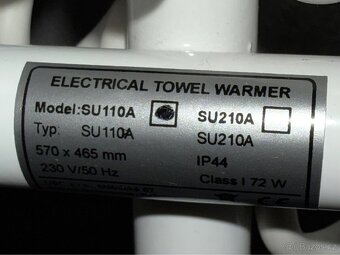 ELECTRICAL TOWEL WARMER
Model: SU110A SU210A
Typ: SU110A SU210A
570 x 465 mm IP44
230 V/50 Hz Class I 72 W